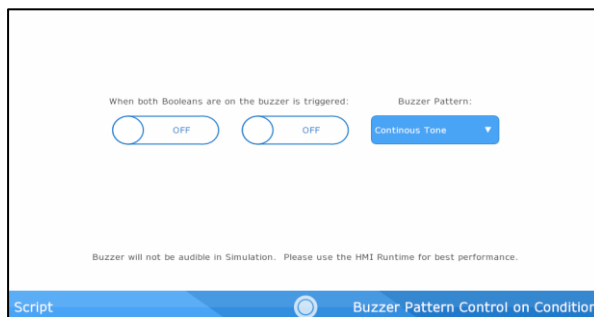 When both Booleans are on the buzzer is triggered: Buzzer Pattern:
OFF OFF Continous Tone
Buzzer will not be audible in Simulation. Please use the HMI Runtime for best performance.
Script Buzzer Pattern Control on Condition